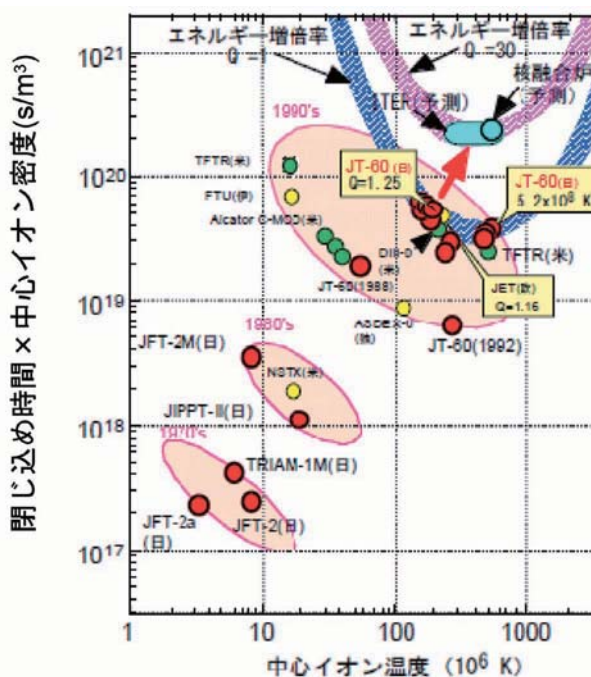 エネルギー増倍率
Q =1
エネルギー増倍率
Q =30
核融合炉
(予測)
ITER(予測)
1990's
TFTR(米)
FTU(伊)
Alcator C-MOD(米)
JT-60(日)
Q=1.25
JT-60(日)
5.2x10⁸ K
DIII-D
(米)
TFTR(米)
JT-60(1988)
JET(欧)
Q=1.16
ASDEX-U
(独)
JT-60(1992)
1980's
JFT-2M(日)
NSTX(米)
JIPPT-II(日)
1970's
TRIAM-1M(日)
JFT-2a
(日)
JFT-2(日)
閉じ込め時間×中心イオン密度(s/m³)
10²¹
10²⁰
10¹⁹
10¹⁸
10¹⁷
1
10
100
1000
中心イオン温度 (10⁶ K)